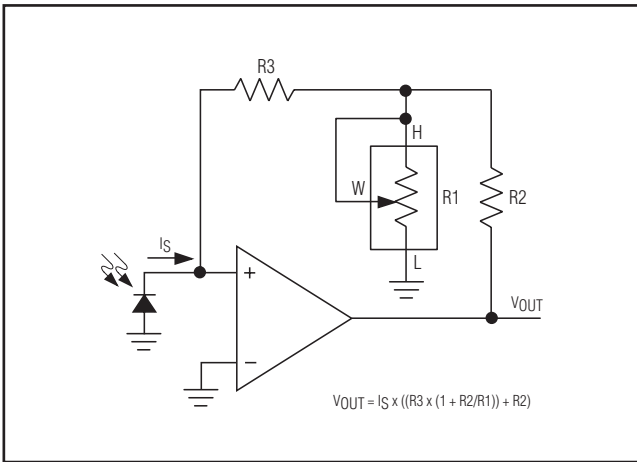 R3
H
W
R1
R2
L
IS
+
−
VOUT
VOUT = IS x ((R3 x (1 + R2/R1)) + R2)